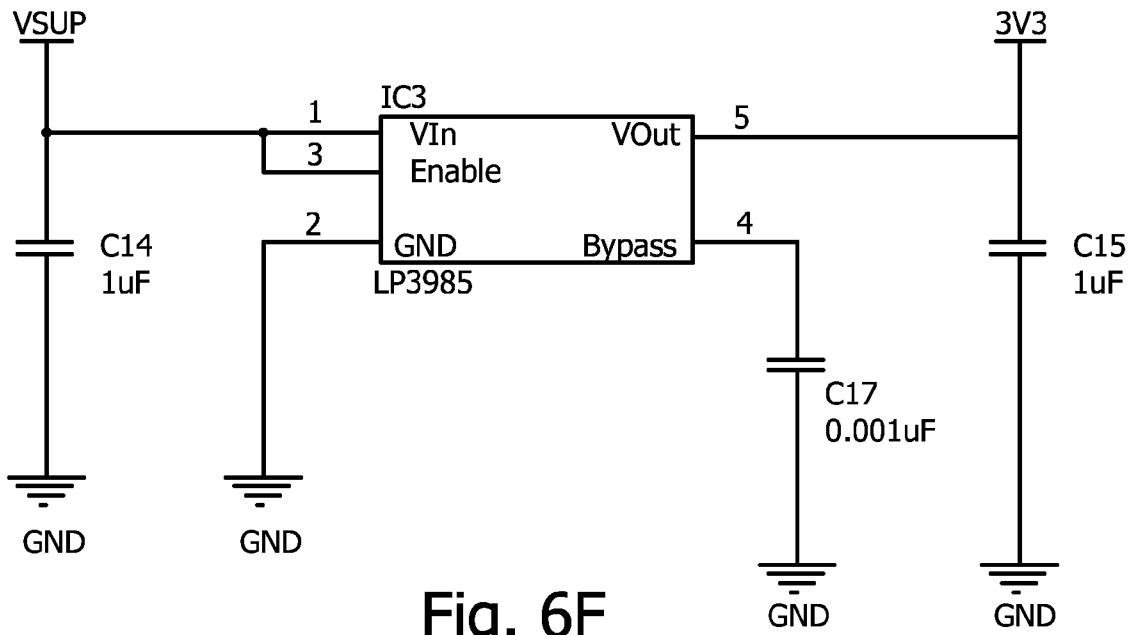 VSUP
3V3
IC3
1
VIn
VOut
5
3
Enable
2
GND
Bypass
4
LP3985
C14
1uF
C15
1uF
C17
0.001uF
GND
GND
GND
GND
Fig. 6F